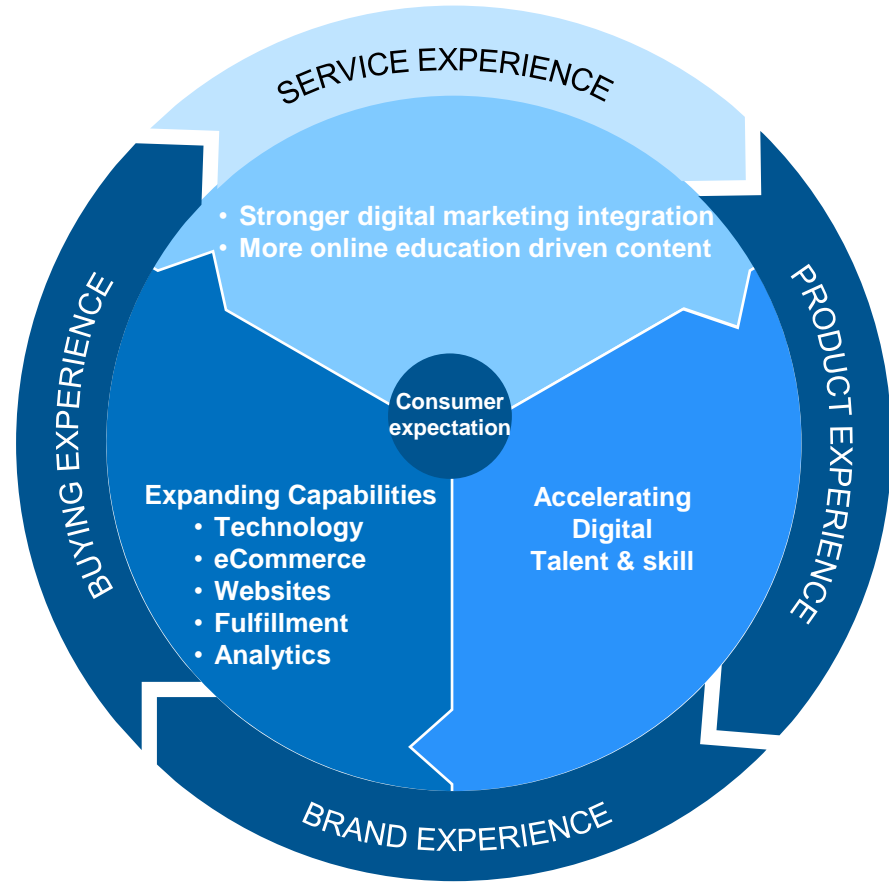 SERVICE EXPERIENCE
• Stronger digital marketing integration
• More online education driven content
PRODUCT EXPERIENCE
BUYING EXPERIENCE
Consumer
expectation
Expanding Capabilities
• Technology
• eCommerce
• Websites
• Fulfillment
• Analytics
Accelerating
Digital
Talent & skill
BRAND EXPERIENCE